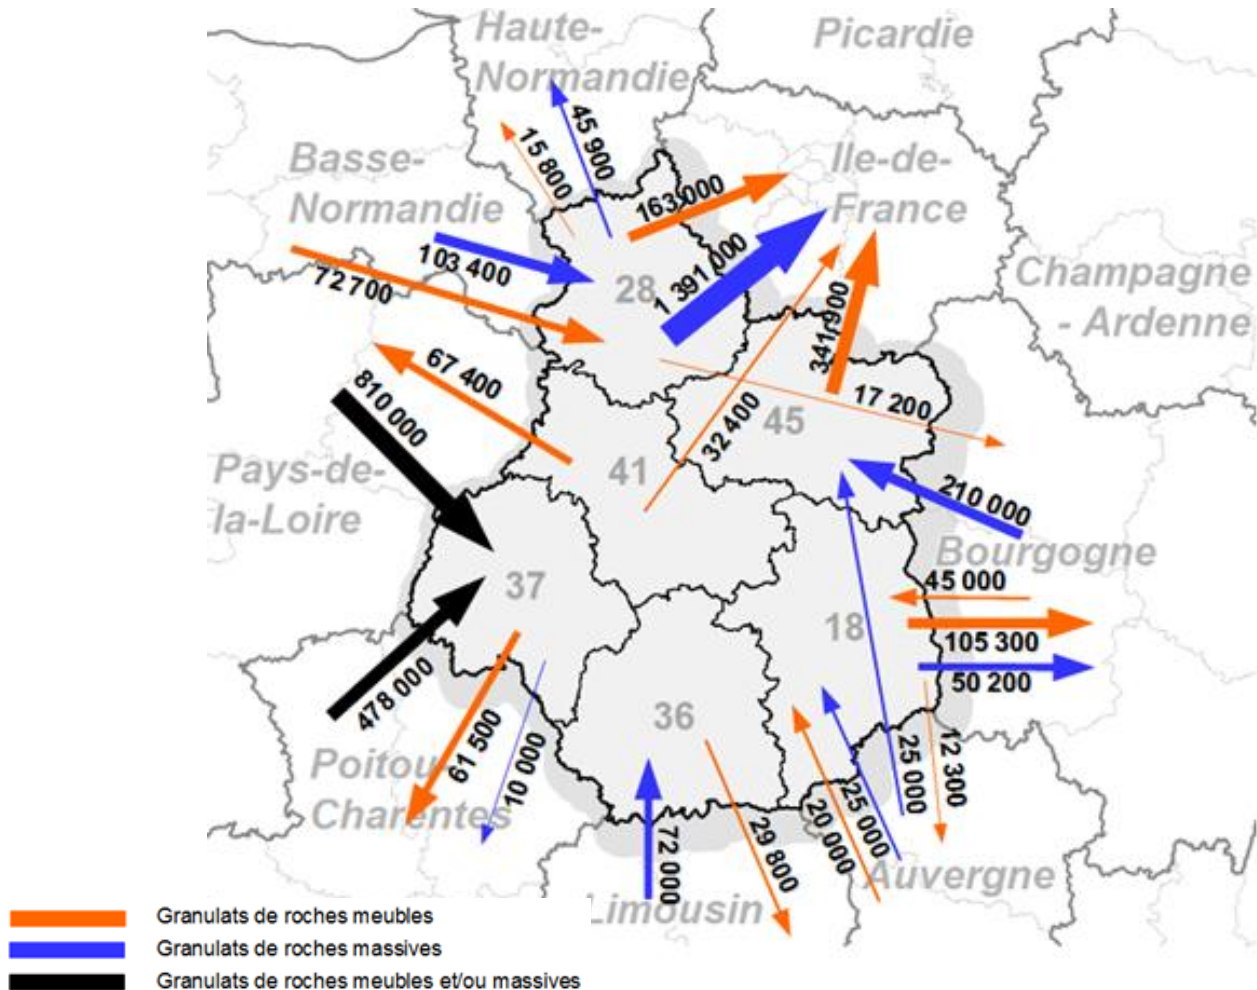 Haute-
Normandie
Picardie
45 900
15 800
Basse-
Normandie
Ile-de-
France
163 000
103 400
72 700
28
1 391 000
341 900
Champagne
- Ardenne
67 400
810 000
17 200
45
32 400
41
Pays-de-
la-Loire
210 000
Bourgogne
37
45 000
18
105 300
50 200
478 000
36
61 500
10 000
Poitou-
Charentes
72 000
29 800
20 000
25 000
25 000
12 300
Auvergne
Limousin
Granulats de roches meubles
Granulats de roches massives
Granulats de roches meubles et/ou massives